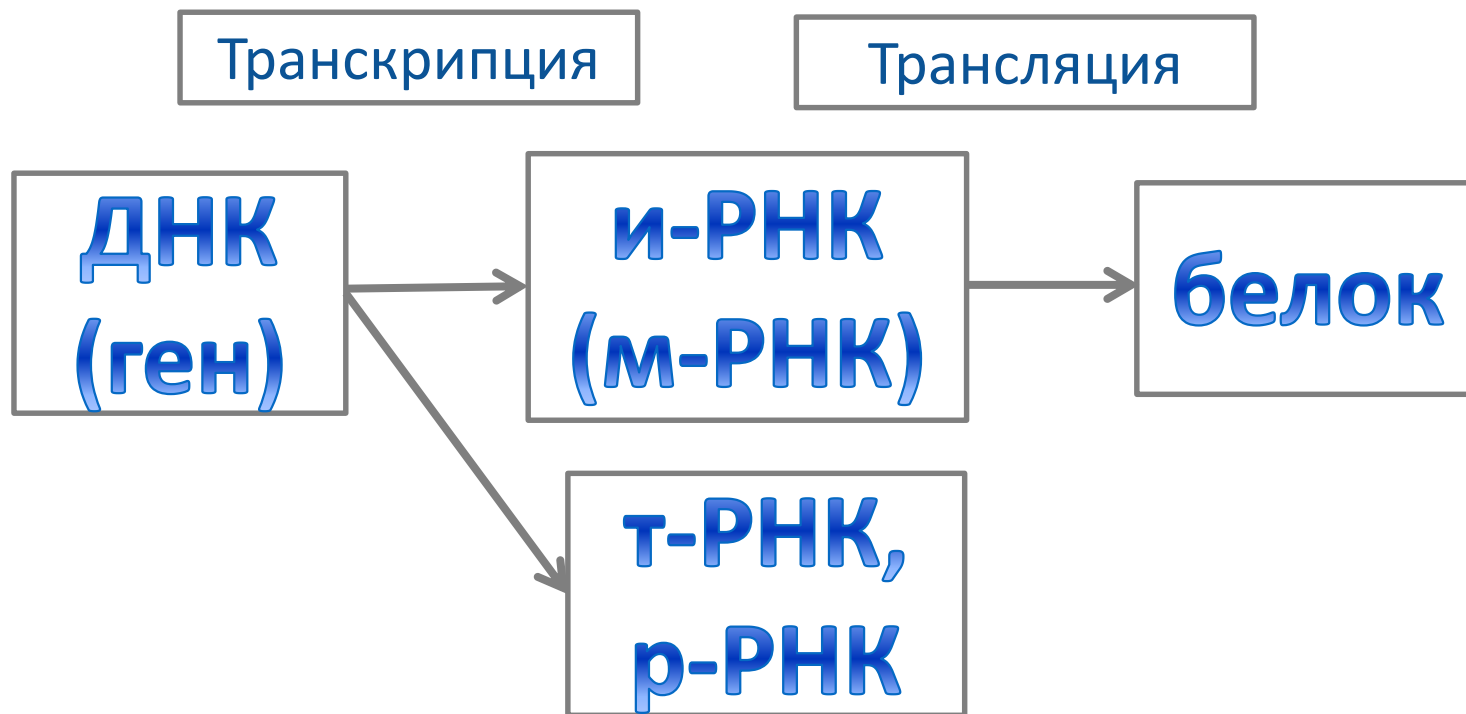 Транскрипция
Трансляция
ДНК
(ген)
и-РНК
(м-РНК)
белок
т-РНК,
р-РНК